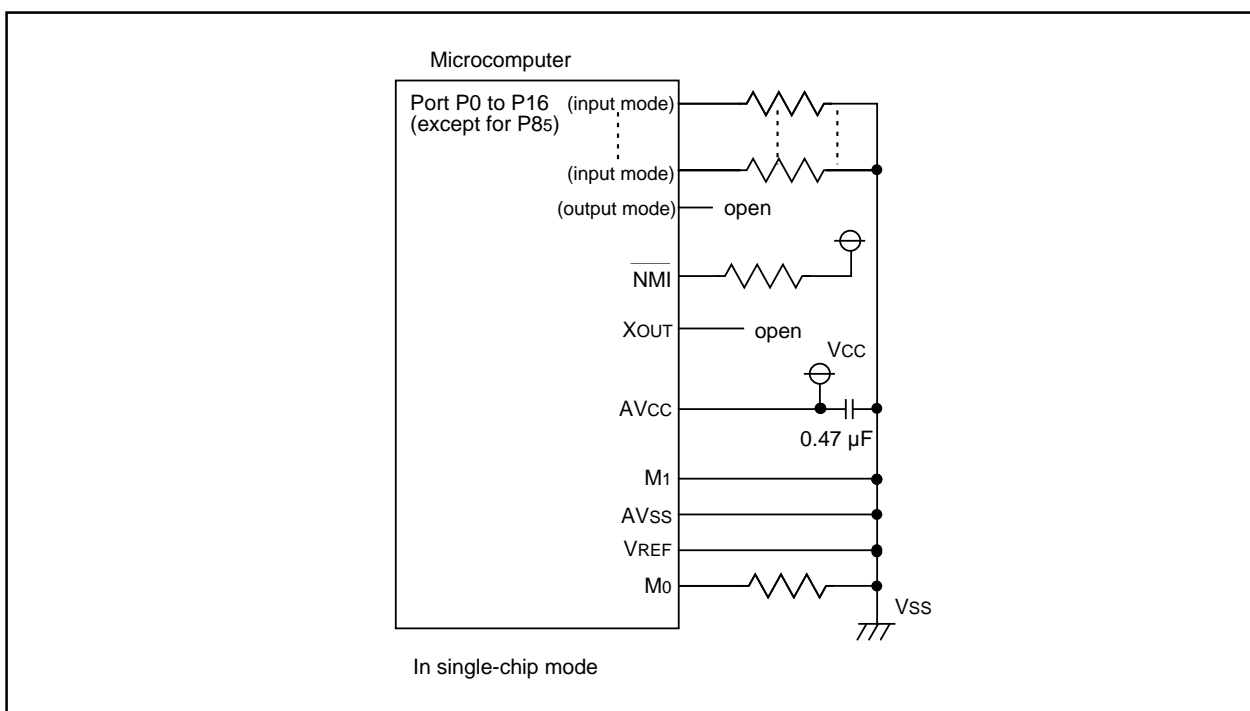 Microcomputer
Port P0 to P16 (input mode)
(except for P85)
(input mode)
(output mode) open
NMI
XOUT open
VCC
AVCC
0.47 µF
M1
AVSS
VREF
M0
VSS
In single-chip mode